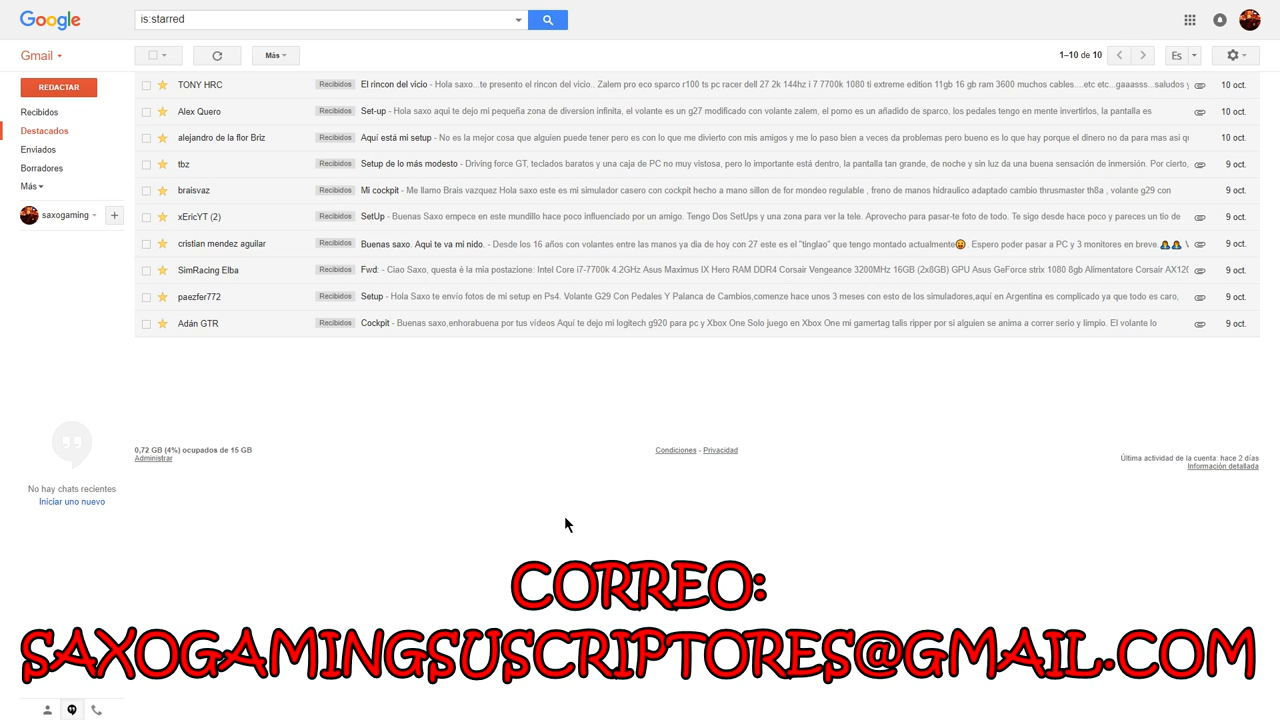 Google
is:starred
Gmail
Más
1–10 de 10
Es
REDACTAR
Recibidos
Destacados
Enviados
Borradores
Más
saxogaming
TONY HRC Recibidos El rincon del vicio - Hola saxo...te presento el rincon del vicio... Zalem pro eco sparco r100 ts pc racer dell 27 2k 144hz i 7 7700k 1080 ti extreme edition 11gb 16 gb ram 3600 muchos cables....etc etc...gaaasss...saludos y 10 oct.
Alex Quero Recibidos Set-up - Hola saxo aqui te dejo mi pequeña zona de diversion infinita, el volante es un g27 modificado con volante zalem, el pomo es un añadido de sparco, los pedales tengo en mente invertirlos, la pantalla es 10 oct.
alejandro de la flor Briz Recibidos Aquí está mi setup - No es la mejor cosa que alguien puede tener pero es con lo que me divierto con mis amigos y me lo paso bien a veces da problemas pero bueno es lo que hay porque el dinero no da para mas así qu 10 oct.
tbz Recibidos Setup de lo más modesto - Driving force GT, teclados baratos y una caja de PC no muy vistosa, pero lo importante está dentro, la pantalla tan grande, de noche y sin luz da una buena sensación de inmersión. Por cierto, 9 oct.
braisvaz Recibidos Mi cockpit - Me llamo Brais vazquez Hola saxo este es mi simulador casero con cockpit hecho a mano sillon de for mondeo regulable , freno de manos hidraulico adaptado cambio thrusmaster th8a , volante g29 con 9 oct.
xEricYT (2) Recibidos SetUp - Buenas Saxo empece en este mundillo hace poco influenciado por un amigo. Tengo Dos SetUps y una zona para ver la tele. Aprovecho para pasar-te foto de todo. Te sigo desde hace poco y pareces un tio de 9 oct.
cristian mendez aguilar Recibidos Buenas saxo. Aqui te va mi nido. - Desde los 16 años con volantes entre las manos ya dia de hoy con 27 este es el "tinglao" que tengo montado actualmente😛. Espero poder pasar a PC y 3 monitores en breve. 9 oct.
SimRacing Elba Recibidos Fwd: - Ciao Saxo, questa è la mia postazione: Intel Core i7-7700k 4.2GHz Asus Maximus IX Hero RAM DDR4 Corsair Vengeance 3200MHz 16GB (2x8GB) GPU Asus GeForce strix 1080 8gb Alimentatore Corsair AX120 9 oct.
paezfer772 Recibidos Setup - Hola Saxo te envío fotos de mi setup en Ps4. Volante G29 Con Pedales Y Palanca de Cambios,comenze hace unos 3 meses con esto de los simuladores,aquí en Argentina es complicado ya que todo es caro, 9 oct.
Adán GTR Recibidos Cockpit - Buenas saxo,enhorabuena por tus vídeos Aquí te dejo mi logitech g920 para pc y Xbox One Solo juego en Xbox One mi gamertag talis ripper por si alguien se anima a correr serio y limpio. El volante lo 9 oct.
0,72 GB (4%) ocupados de 15 GB
Administrar
Condiciones - Privacidad
Última actividad de la cuenta: hace 2 días
Información detallada
No hay chats recientes
Iniciar uno nuevo
CORREO:
SAXOGAMINGSUSCRIPTORES@GMAIL.COM